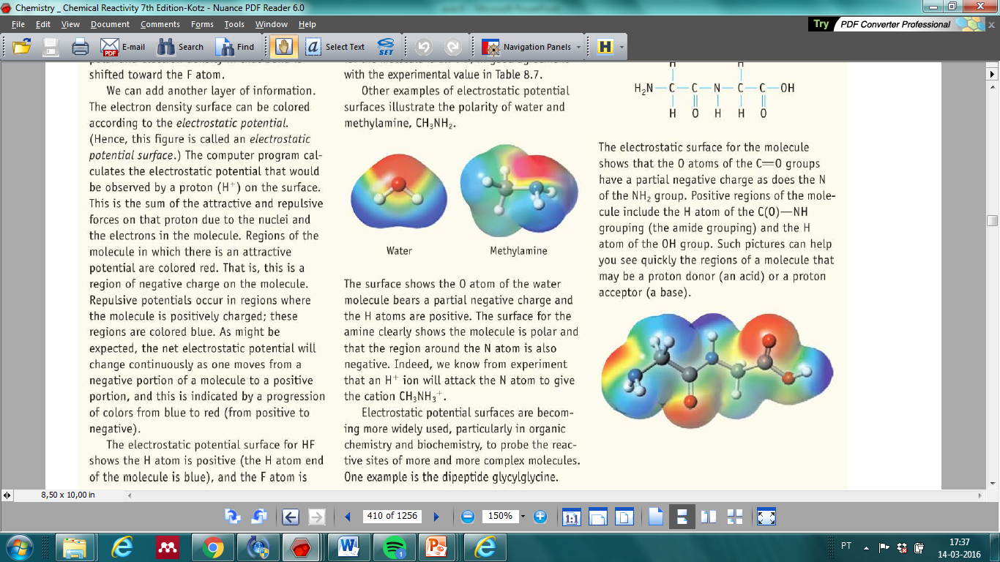 Chemistry _ Chemical Reactivity 7th Edition-Kotz - Nuance PDF Reader 6.0
File Edit View Document Comments Forms Tools Window Help
Try PDF Converter Professional
PDF E-mail Search Find a Select Text SET Navigation Panels H
shifted toward the F atom.
We can add another layer of information.
The electron density surface can be colored
according to the electrostatic potential.
(Hence, this figure is called an electrostatic
potential surface.) The computer program cal-
culates the electrostatic potential that would
be observed by a proton (H⁺) on the surface.
This is the sum of the attractive and repulsive
forces on that proton due to the nuclei and
the electrons in the molecule. Regions of the
molecule in which there is an attractive
potential are colored red. That is, this is a
region of negative charge on the molecule.
Repulsive potentials occur in regions where
the molecule is positively charged; these
regions are colored blue. As might be
expected, the net electrostatic potential will
change continuously as one moves from a
negative portion of a molecule to a positive
portion, and this is indicated by a progression
of colors from blue to red (from positive to
negative).
The electrostatic potential surface for HF
shows the H atom is positive (the H atom end
of the molecule is blue), and the F atom is
with the experimental value in Table 8.7.
Other examples of electrostatic potential
surfaces illustrate the polarity of water and
methylamine, CH₃NH₂.
Water Methylamine
The surface shows the O atom of the water
molecule bears a partial negative charge and
the H atoms are positive. The surface for the
amine clearly shows the molecule is polar and
that the region around the N atom is also
negative. Indeed, we know from experiment
that an H⁺ ion will attack the N atom to give
the cation CH₃NH₃⁺.
Electrostatic potential surfaces are becom-
ing more widely used, particularly in organic
chemistry and biochemistry, to probe the reac-
tive sites of more and more complex molecules.
One example is the dipeptide glycylglycine.
H H
H₂N—C—C—N—C—C—OH
H O H H O
The electrostatic surface for the molecule
shows that the O atoms of the C=O groups
have a partial negative charge as does the N
of the NH₂ group. Positive regions of the mole-
cule include the H atom of the C(O)—NH
grouping (the amide grouping) and the H
atom of the OH group. Such pictures can help
you see quickly the regions of a molecule that
may be a proton donor (an acid) or a proton
acceptor (a base).
8,50 x 10,00 in
410 of 1256 150% 1:1
W 1 P PT 17:37
14-03-2016